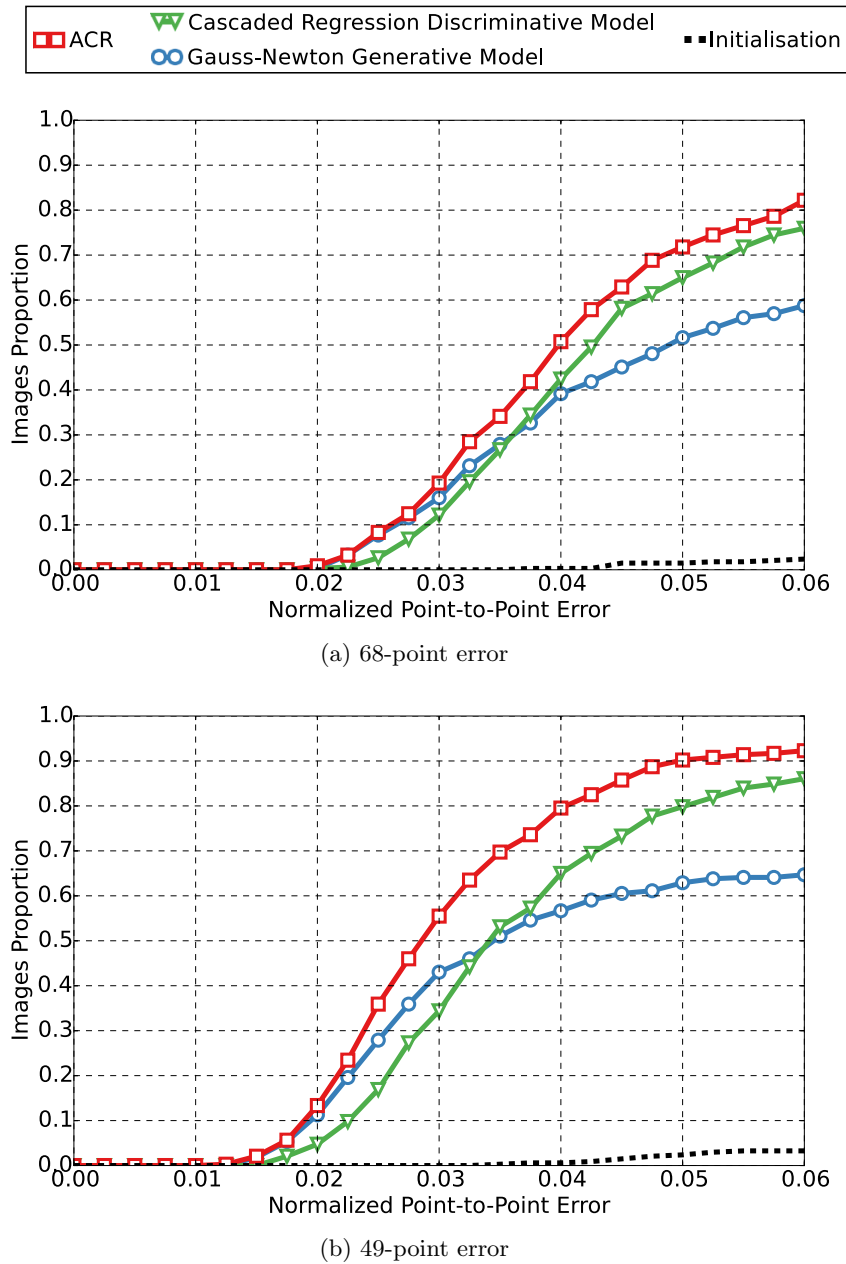 ACR
Cascaded Regression Discriminative Model
Gauss-Newton Generative Model
Initialisation
1.0
0.9
0.8
0.7
0.6
0.5
0.4
0.3
0.2
0.1
0.0
Images Proportion
0.00 0.01 0.02 0.03 0.04 0.05 0.06
Normalized Point-to-Point Error
(a) 68-point error
1.0
0.9
0.8
0.7
0.6
0.5
0.4
0.3
0.2
0.1
0.0
Images Proportion
0.00 0.01 0.02 0.03 0.04 0.05 0.06
Normalized Point-to-Point Error
(b) 49-point error